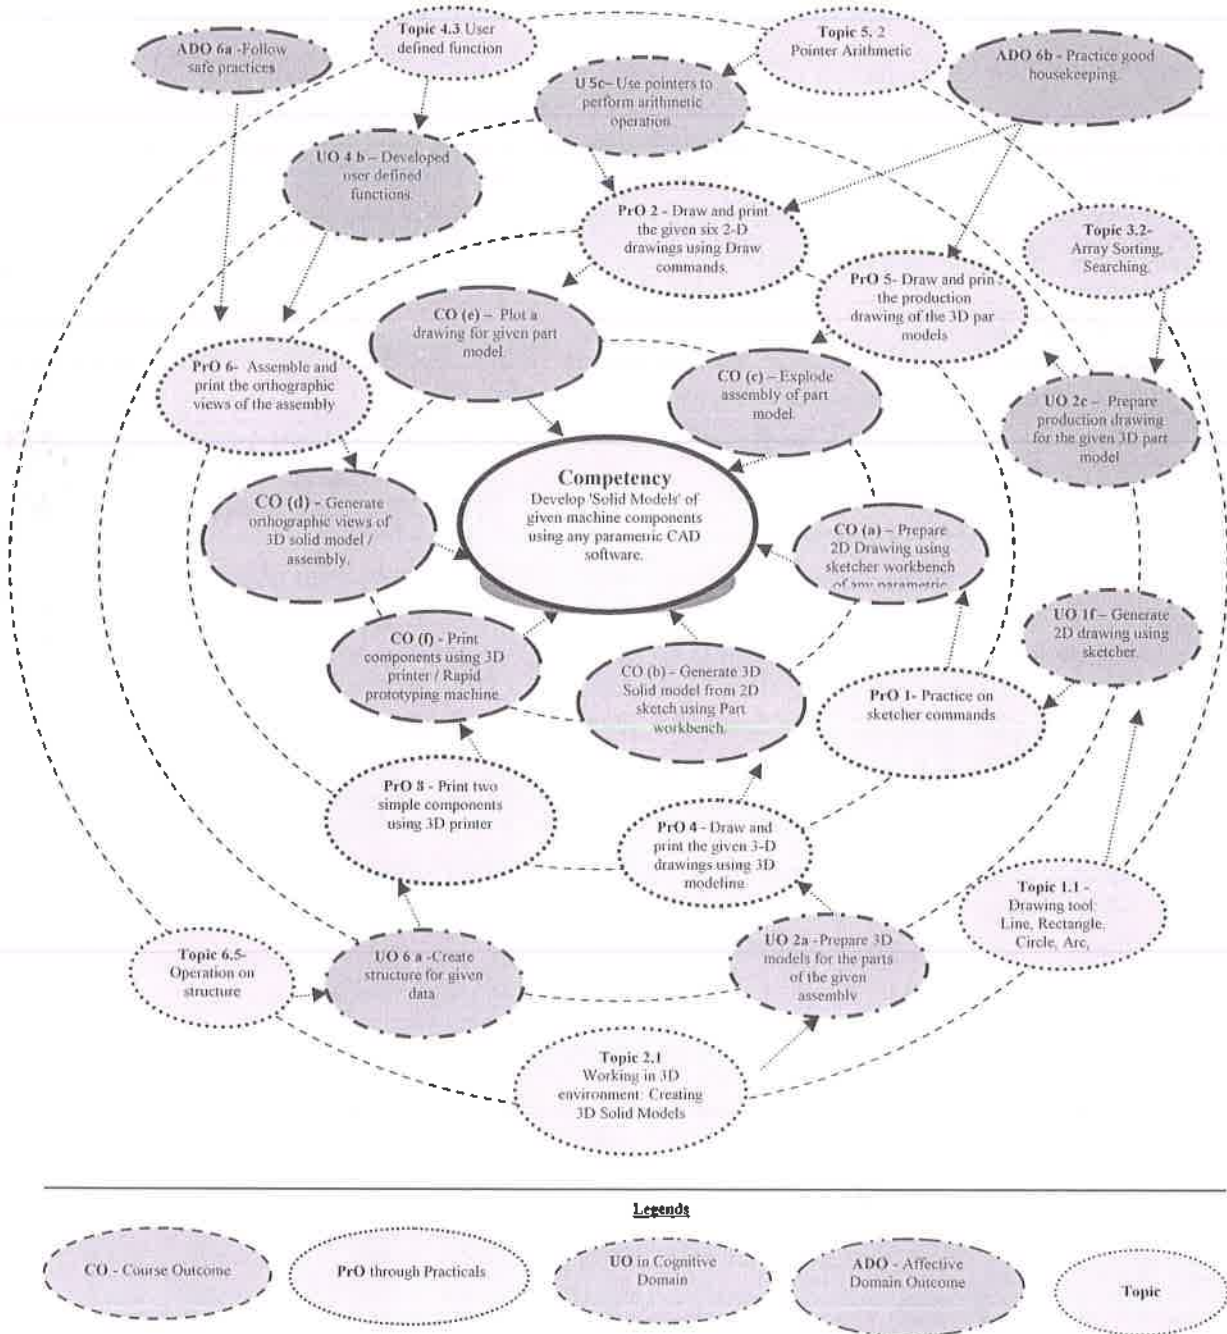 ADO 6a -Follow
safe practices
Topic 4.3 User
defined function
Topic 5. 2
Pointer Arithmetic
ADO 6b - Practice good
housekeeping.
U 5c– Use pointers to
perform arithmetic
operation.
UO 4 b – Developed
user defined
functions.
PrO 2 - Draw and print
the given six 2-D
drawings using Draw
commands.
Topic 3.2-
Array Sorting,
Searching.
PrO 5- Draw and print
the production
drawing of the 3D par
models
CO (e) – Plot a
drawing for given part
model.
PrO 6- Assemble and
print the orthographic
views of the assembly
CO (c) – Explode
assembly of part
model.
UO 2c – Prepare
production drawing
for the given 3D part
model
Competency
Develop 'Solid Models' of
given machine components
using any parametric CAD
software.
CO (d) - Generate
orthographic views of
3D solid model /
assembly.
CO (a) – Prepare
2D Drawing using
sketcher workbench
of any parametric
UO 1f – Generate
2D drawing using
sketcher.
CO (f) - Print
components using 3D
printer / Rapid
prototyping machine.
CO (b) – Generate 3D
Solid model from 2D
sketch using Part
workbench.
PrO 1- Practice on
sketcher commands
PrO 8 - Print two
simple components
using 3D printer
PrO 4 - Draw and
print the given 3-D
drawings using 3D
modeling
Topic 1.1 -
Drawing tool:
Line, Rectangle,
Circle, Arc,
Topic 6.5-
Operation on
structure
UO 6 a -Create
structure for given
data
UO 2a -Prepare 3D
models for the parts
of the given
assembly
Topic 2.1
Working in 3D
environment: Creating
3D Solid Models
Legends
CO - Course Outcome
PrO through Practicals
UO in Cognitive
Domain
ADO - Affective
Domain Outcome
Topic